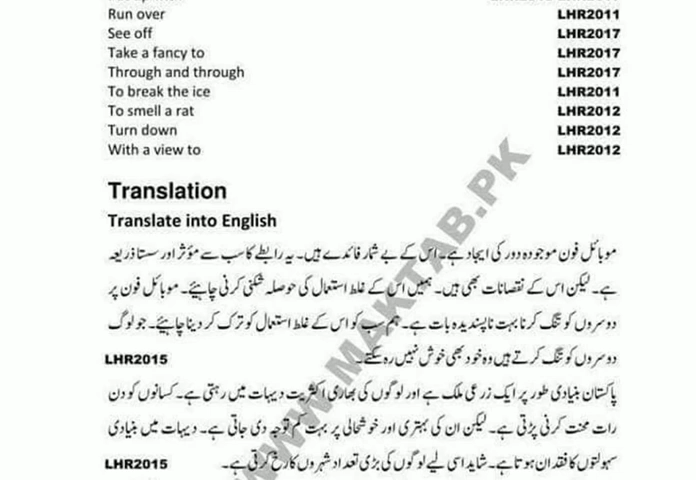 Run over LHR2011
See off LHR2017
Take a fancy to LHR2017
Through and through LHR2017
To break the ice LHR2011
To smell a rat LHR2012
Turn down LHR2012
With a view to LHR2012
Translation
Translate into English
موبائل فون موجودہ دور کی ایجاد ہے۔ اس کے بے شمار فائدے ہیں۔ یہ رابطے کا سب سے مؤثر اور سستا ذریعہ
ہے۔ لیکن اس کے نقصانات بھی ہیں۔ ہمیں اس کے غلط استعمال کی حوصلہ شکنی کرنی چاہیئے۔ موبائل فون پر
دوسروں کو تنگ کرنا بہت ناپسندیدہ بات ہے۔ ہم سب کو اس کے غلط استعمال کو ترک کر دینا چاہیئے۔ جو لوگ
دوسروں کو تنگ کرتے ہیں وہ خود بھی خوش نہیں رہ سکتے۔ LHR2015
پاکستان بنیادی طور پر ایک زرعی ملک ہے اور لوگوں کی بھاری اکثریت دیہات میں رہتی ہے۔ کسانوں کو دن
رات محنت کرنی پڑتی ہے۔ لیکن ان کی بہتری اور خوشحالی پر بہت کم توجہ دی جاتی ہے۔ دیہات میں بنیادی
سہولتوں کا فقدان ہوتا ہے۔ شاید اسی لیے لوگوں کی بڑی تعداد شہروں کا رخ کرتی ہے۔ LHR2015
WWW.MAKTAB.PK